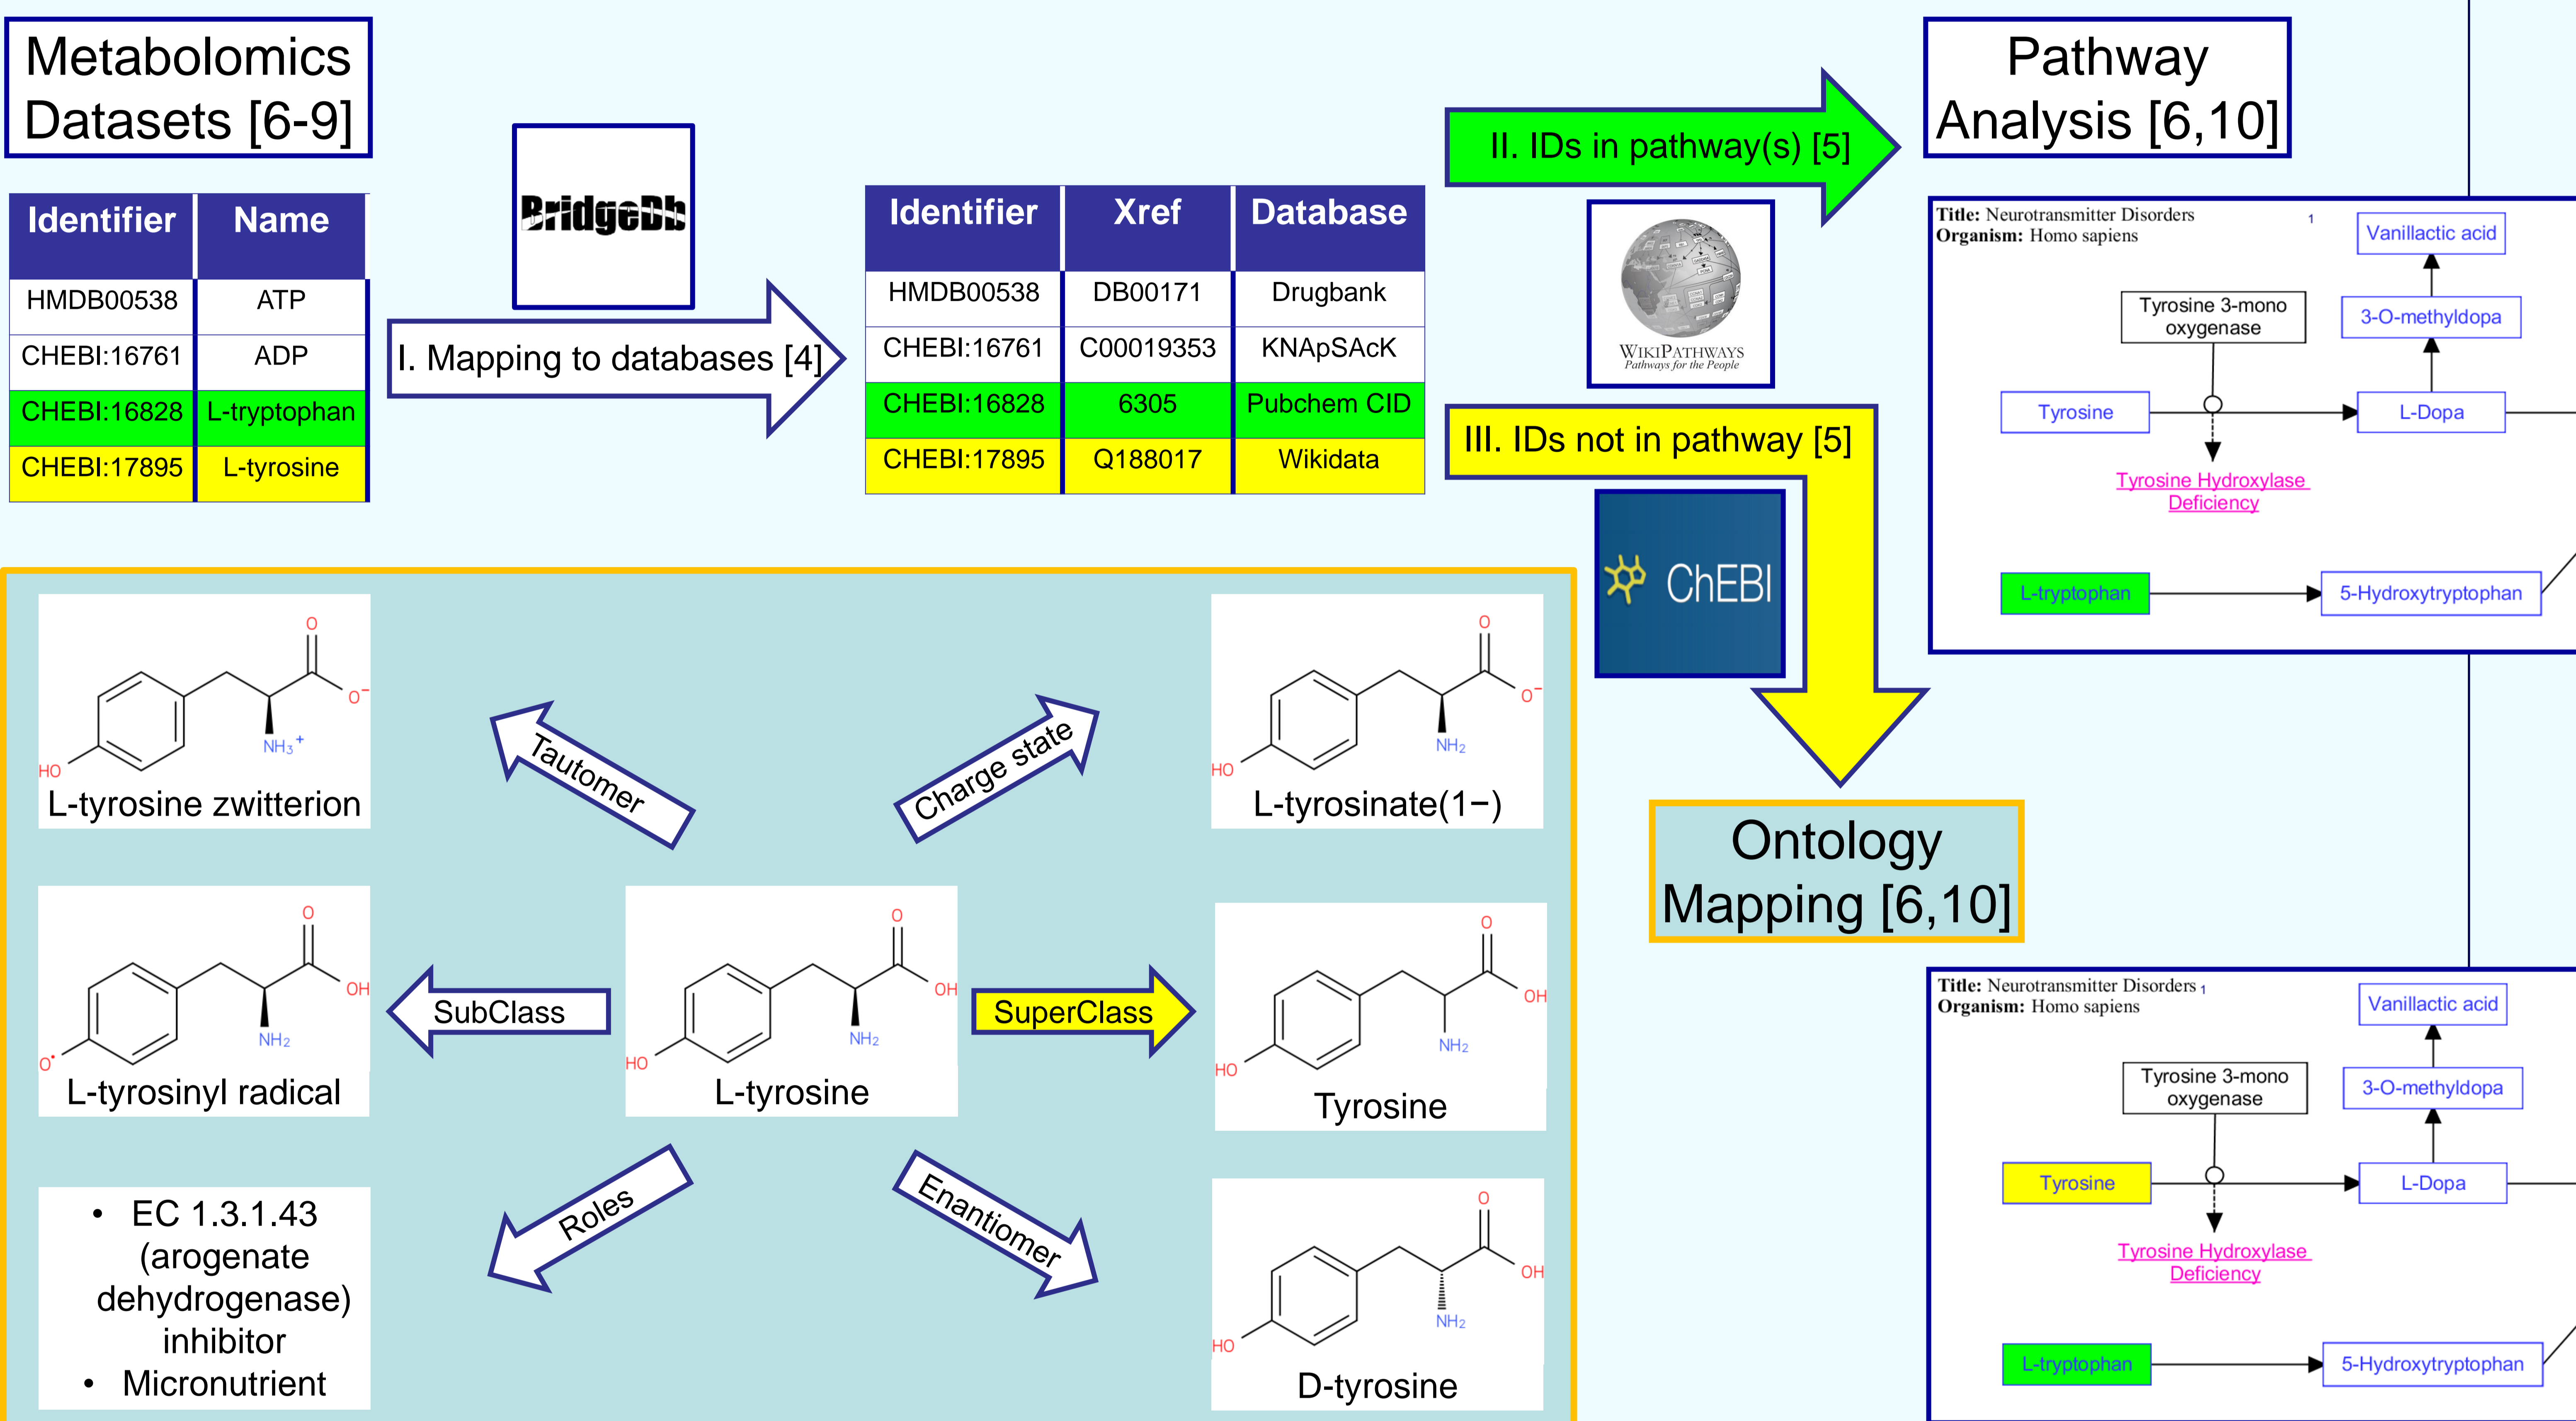 Metabolomics
Datasets [6-9]
Identifier Name
HMDB00538 ATP
CHEBI:16761 ADP
CHEBI:16828 L-tryptophan
CHEBI:17895 L-tyrosine
BridgeDb
I. Mapping to databases [4]
Identifier Xref Database
HMDB00538 DB00171 Drugbank
CHEBI:16761 C00019353 KNApSAcK
CHEBI:16828 6305 Pubchem CID
CHEBI:17895 Q188017 Wikidata
II. IDs in pathway(s) [5]
WIKIPATHWAYS
Pathways for the People
III. IDs not in pathway [5]
ChEBI
Pathway
Analysis [6,10]
Title: Neurotransmitter Disorders
1
Organism: Homo sapiens
Vanillactic acid
Tyrosine 3-mono
oxygenase
3-O-methyldopa
Tyrosine
L-Dopa
Tyrosine Hydroxylase
Deficiency
L-tryptophan
5-Hydroxytryptophan
Ontology
Mapping [6,10]
O
O-
NH3+
HO
L-tyrosine zwitterion
Tautomer
Charge state
O
O-
NH2
HO
L-tyrosinate(1−)
O
OH
NH2
O•
L-tyrosinyl radical
SubClass
O
OH
NH2
HO
L-tyrosine
SuperClass
O
OH
NH2
HO
Tyrosine
• EC 1.3.1.43
(arogenate
dehydrogenase)
inhibitor
• Micronutrient
Roles
Enantiomer
O
OH
NH2
HO
D-tyrosine
Title: Neurotransmitter Disorders
1
Organism: Homo sapiens
Vanillactic acid
Tyrosine 3-mono
oxygenase
3-O-methyldopa
Tyrosine
L-Dopa
Tyrosine Hydroxylase
Deficiency
L-tryptophan
5-Hydroxytryptophan